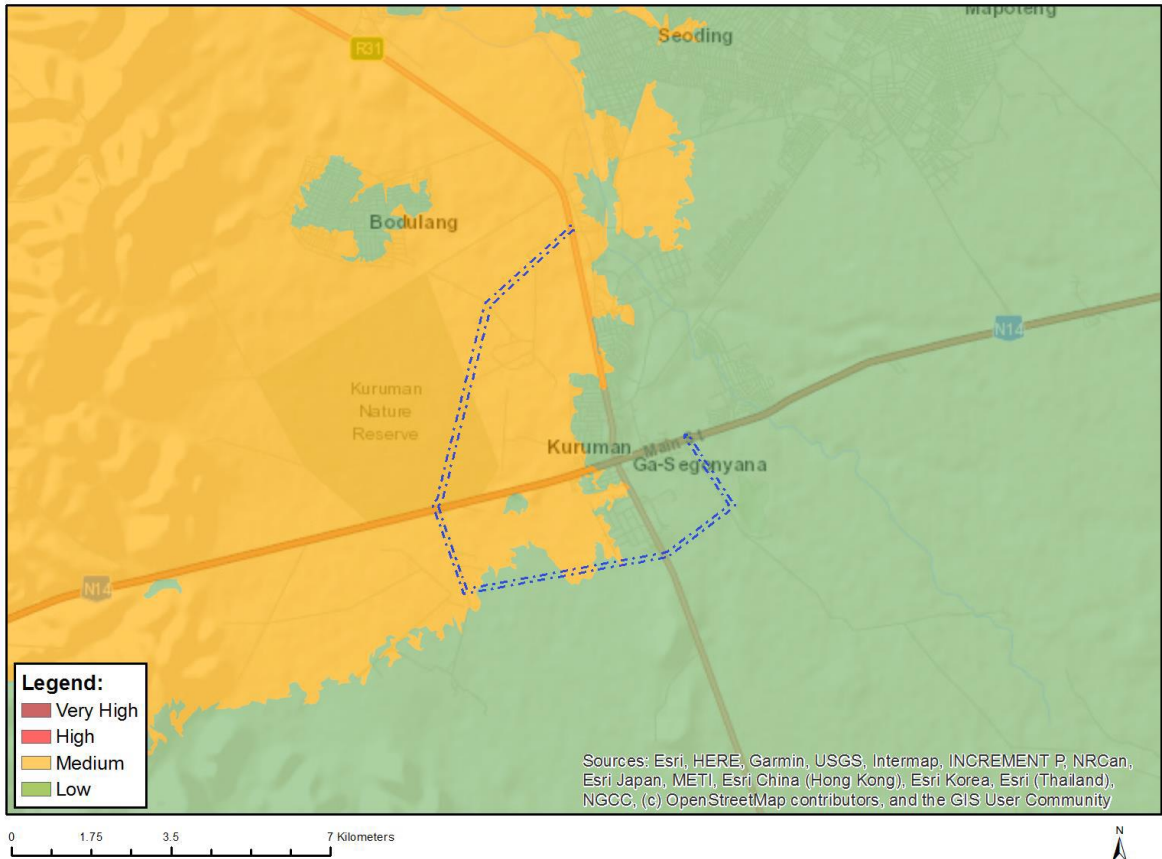 Mapoteng
Seoding
R31
Bodulang
N14
Kuruman
Nature
Reserve
Kuruman
Main St
Ga-Segonyana
N14
Legend:
Very High
High
Medium
Low
Sources: Esri, HERE, Garmin, USGS, Intermap, INCREMENT P, NRCan,
Esri Japan, METI, Esri China (Hong Kong), Esri Korea, Esri (Thailand),
NGCC, (c) OpenStreetMap contributors, and the GIS User Community
0 1.75 3.5 7 Kilometers
N